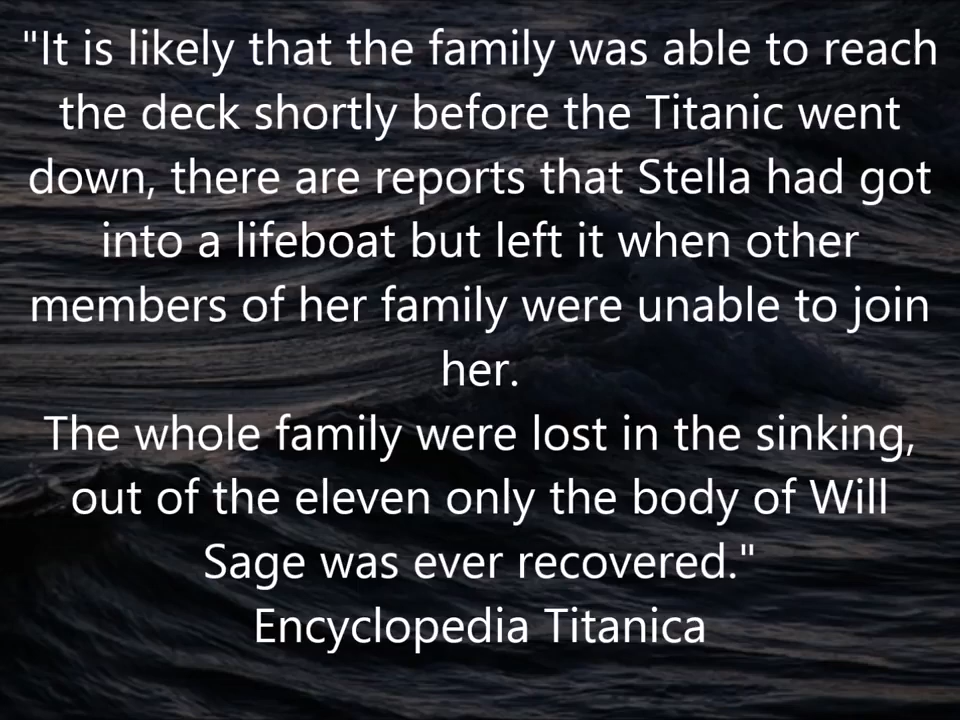 "It is likely that the family was able to reach
the deck shortly before the Titanic went
down, there are reports that Stella had got
into a lifeboat but left it when other
members of her family were unable to join
her.
The whole family were lost in the sinking,
out of the eleven only the body of Will
Sage was ever recovered."
Encyclopedia Titanica